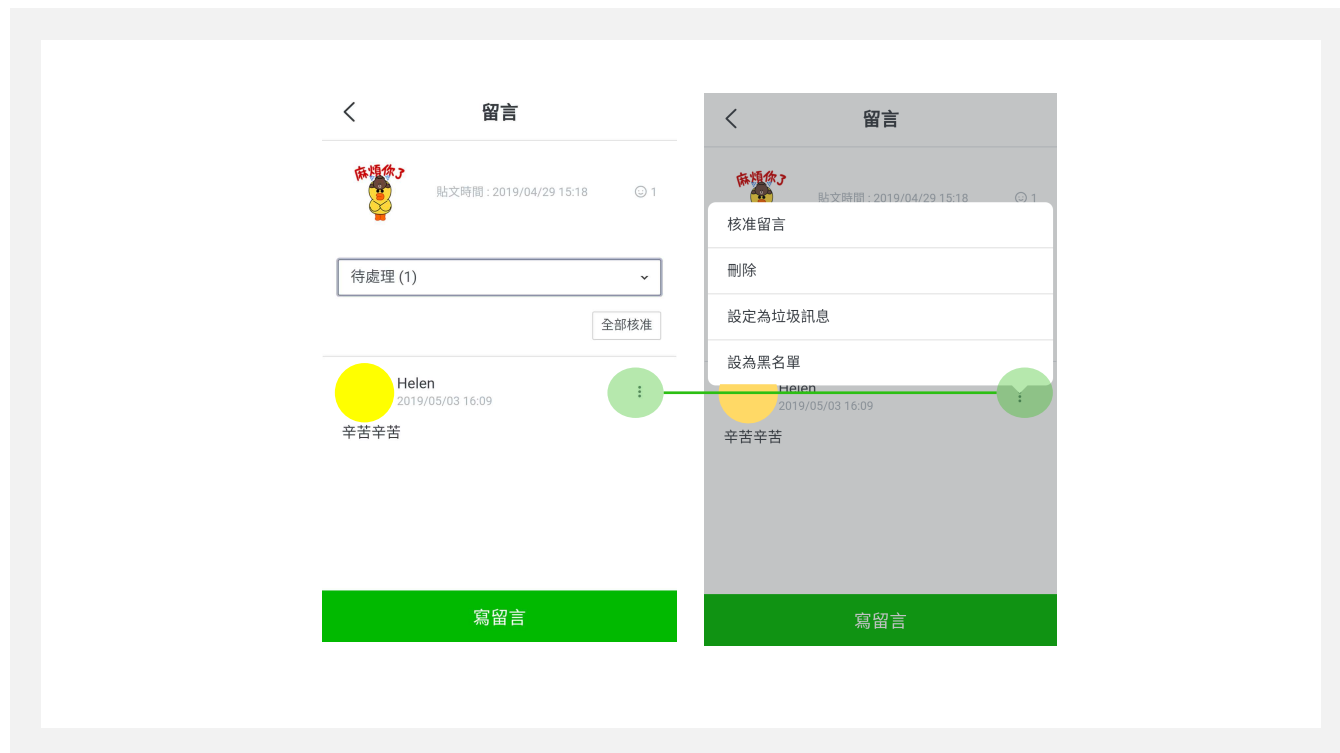 留言
麻煩你了
貼文時間 : 2019/04/29 15:18
1
待處理 (1)
全部核准
Helen
2019/05/03 16:09
辛苦辛苦
寫留言
留言
麻煩你了
貼文時間 : 2019/04/29 15:18
1
核准留言
刪除
設定為垃圾訊息
設為黑名單
Helen
2019/05/03 16:09
辛苦辛苦
寫留言